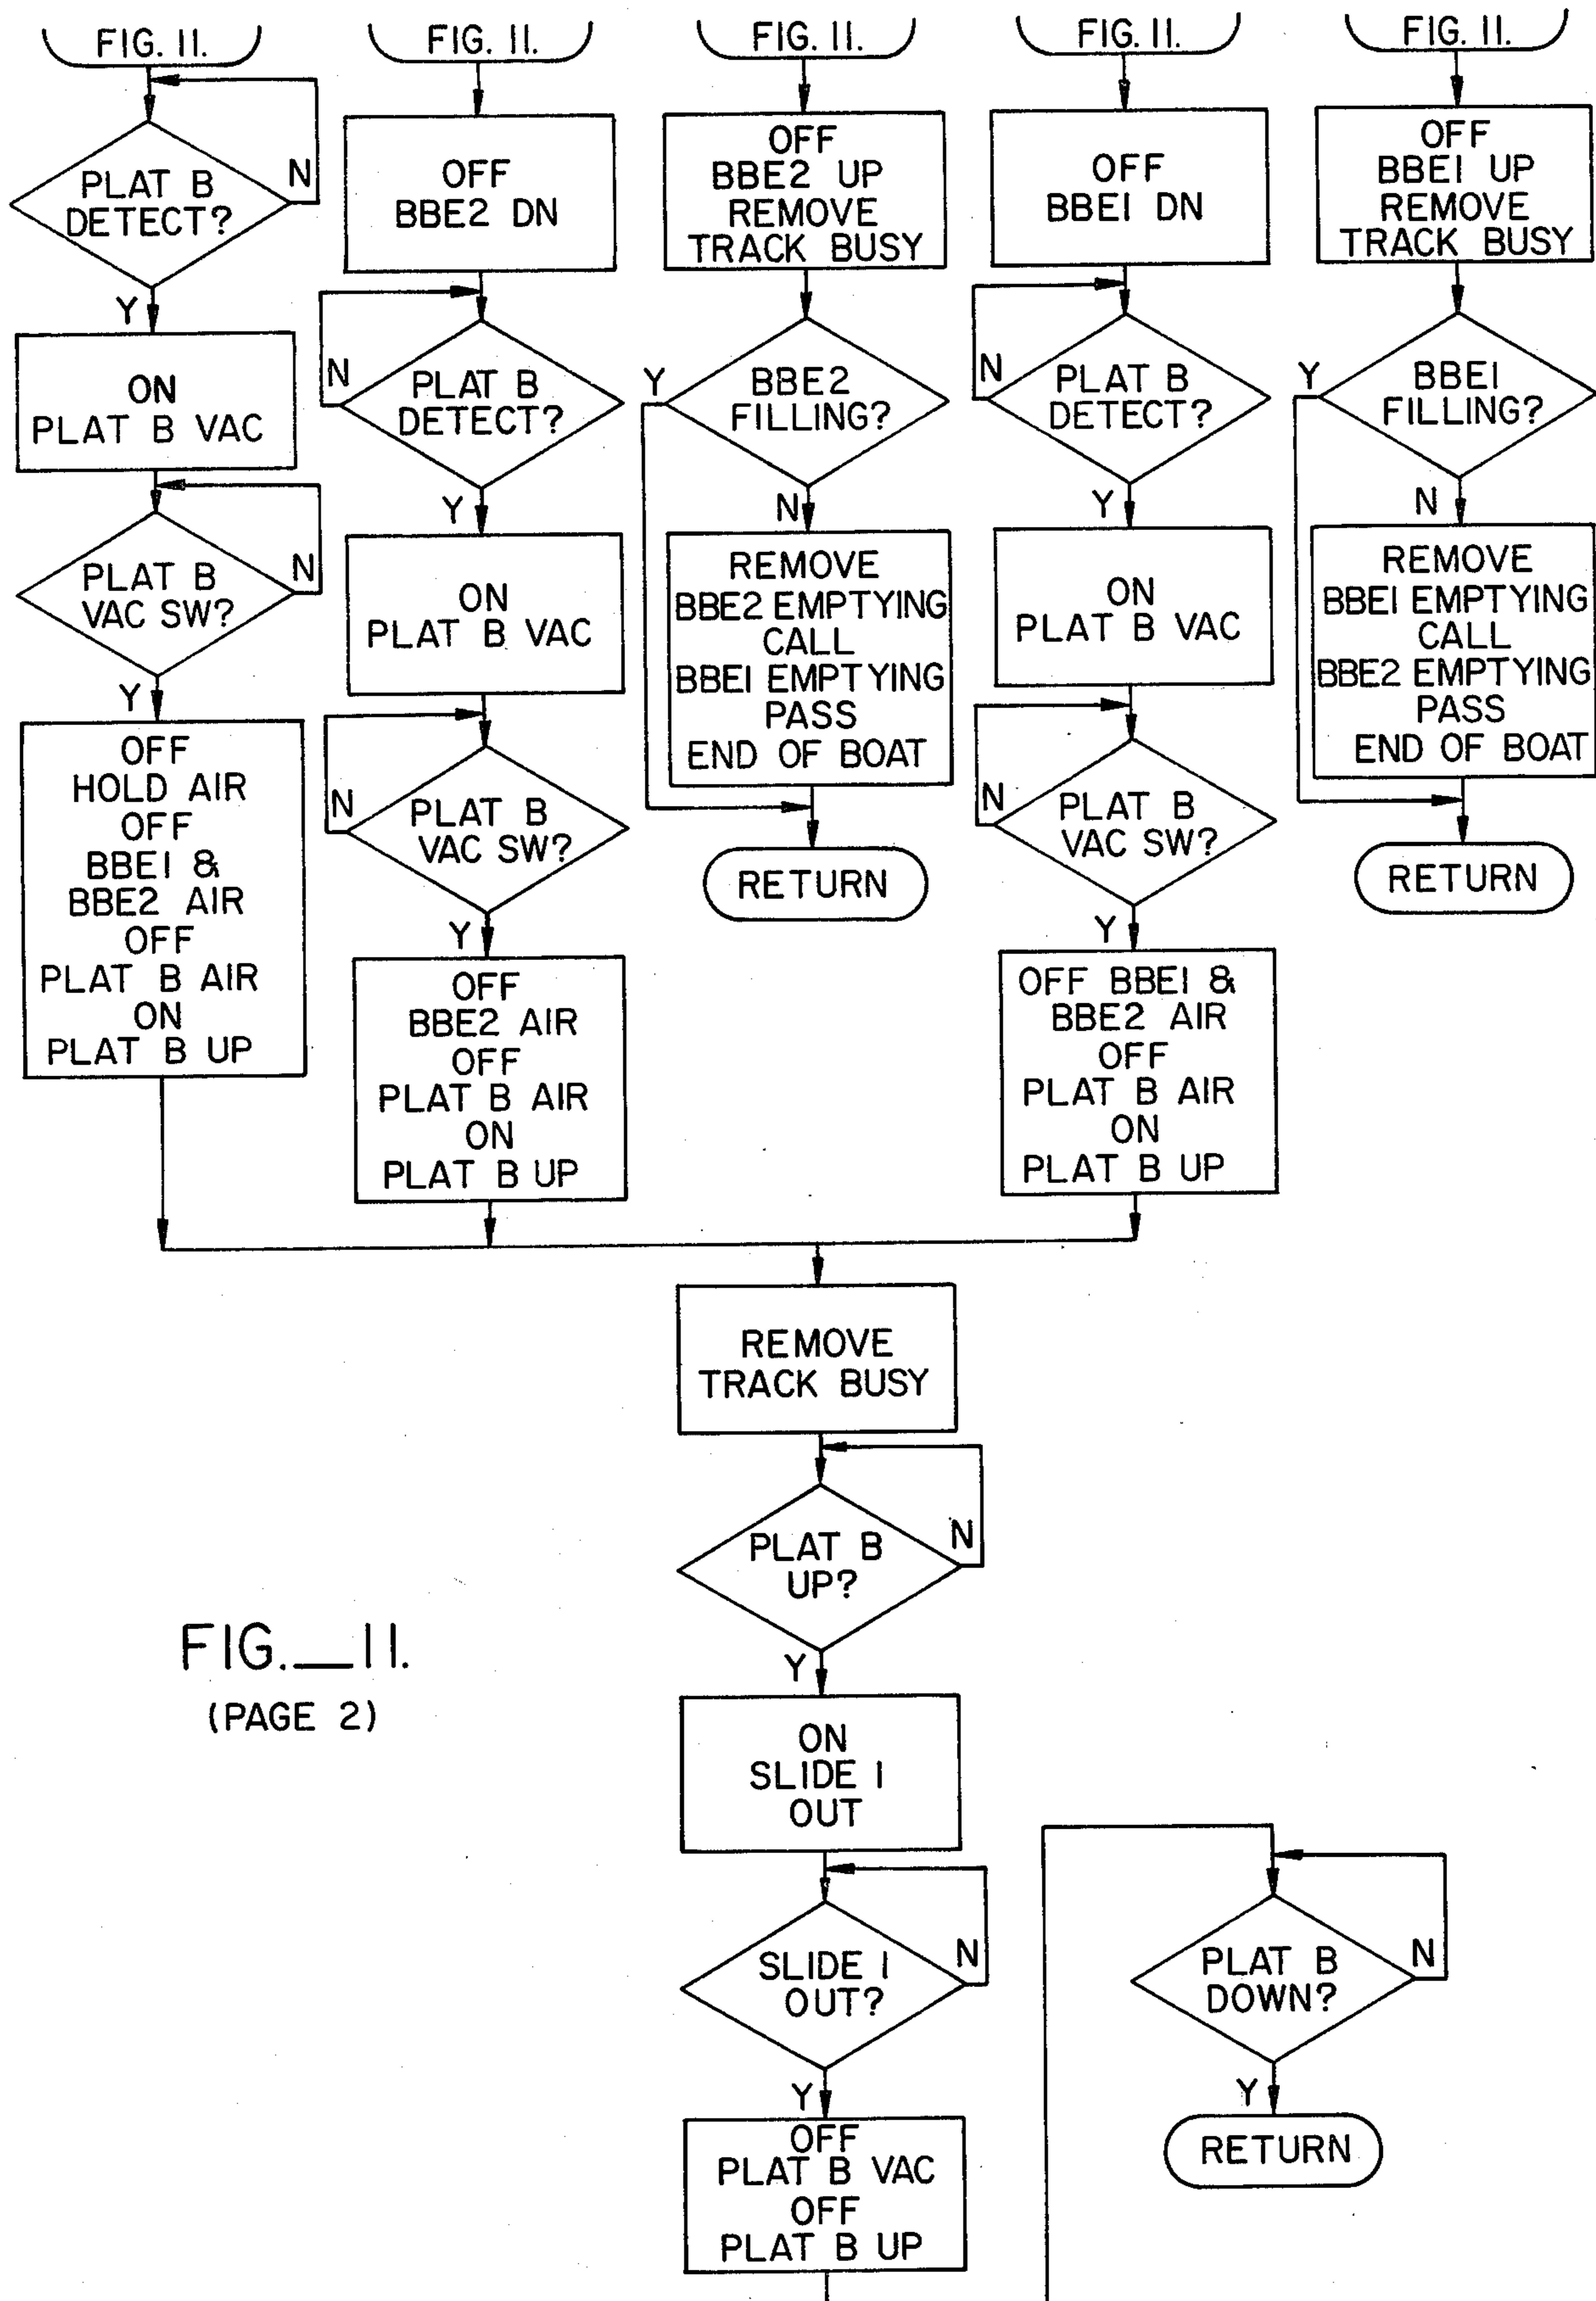 FIG. 11.
PLAT B
DETECT?
N
Y
ON
PLAT B VAC
PLAT B
VAC SW?
N
Y
OFF
HOLD AIR
OFF
BBE1 &
BBE2 AIR
OFF
PLAT B AIR
ON
PLAT B UP
FIG. 11.
OFF
BBE2 DN
N
PLAT B
DETECT?
Y
ON
PLAT B VAC
N
PLAT B
VAC SW?
Y
OFF
BBE2 AIR
OFF
PLAT B AIR
ON
PLAT B UP
FIG. 11.
OFF
BBE2 UP
REMOVE
TRACK BUSY
Y
BBE2
FILLING?
N
REMOVE
BBE2 EMPTYING
CALL
BBE1 EMPTYING
PASS
END OF BOAT
RETURN
FIG. 11.
OFF
BBE1 DN
N
PLAT B
DETECT?
Y
ON
PLAT B VAC
N
PLAT B
VAC SW?
Y
OFF BBE1 &
BBE2 AIR
OFF
PLAT B AIR
ON
PLAT B UP
FIG. 11.
OFF
BBE1 UP
REMOVE
TRACK BUSY
Y
BBE1
FILLING?
N
REMOVE
BBE1 EMPTYING
CALL
BBE2 EMPTYING
PASS
END OF BOAT
RETURN
REMOVE
TRACK BUSY
PLAT B
UP?
N
Y
ON
SLIDE 1
OUT
SLIDE 1
OUT?
N
Y
OFF
PLAT B VAC
OFF
PLAT B UP
PLAT B
DOWN?
N
Y
RETURN
FIG.__11.
(PAGE 2)